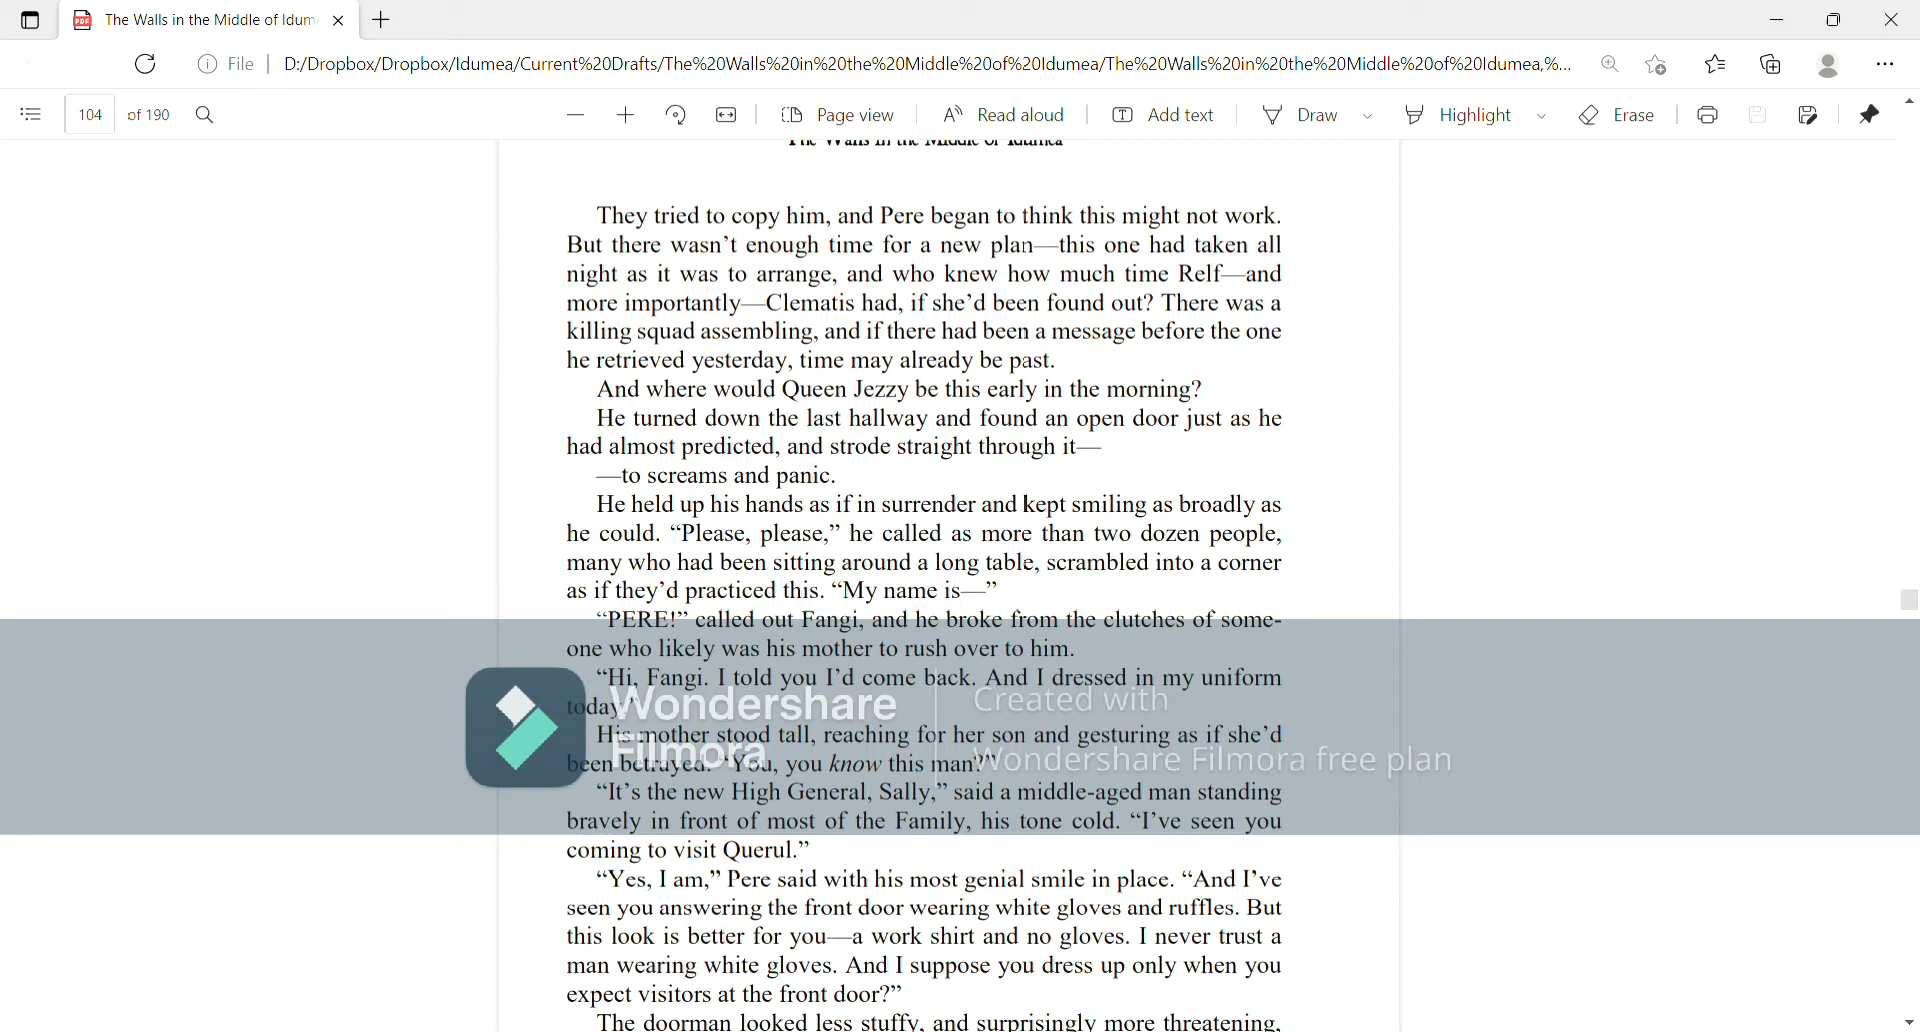 The Walls in the Middle of Idum
File
D:/Dropbox/Dropbox/Idumea/Current%20Drafts/The%20Walls%20in%20the%20Middle%20of%20Idumea/The%20Walls%20in%20the%20Middle%20of%20Idumea,%...
104 of 190 Page view Read aloud Add text Draw Highlight Erase
The Walls in the Middle of Idumea
They tried to copy him, and Pere began to think this might not work.
But there wasn’t enough time for a new plan—this one had taken all
night as it was to arrange, and who knew how much time Relf—and
more importantly—Clematis had, if she’d been found out? There was a
killing squad assembling, and if there had been a message before the one
he retrieved yesterday, time may already be past.
And where would Queen Jezzy be this early in the morning?
He turned down the last hallway and found an open door just as he
had almost predicted, and strode straight through it—
—to screams and panic.
He held up his hands as if in surrender and kept smiling as broadly as
he could. “Please, please,” he called as more than two dozen people,
many who had been sitting around a long table, scrambled into a corner
as if they’d practiced this. “My name is—”
“PERE!” called out Fangi, and he broke from the clutches of some-
one who likely was his mother to rush over to him.
“Hi, Fangi. I told you I’d come back. And I dressed in my uniform
today.”
His mother stood tall, reaching for her son and gesturing as if she’d
been betrayed. “You, you know this man?”
Wondershare
Filmora
Created with
Wondershare Filmora free plan
“It’s the new High General, Sally,” said a middle-aged man standing
bravely in front of most of the Family, his tone cold. “I’ve seen you
coming to visit Querul.”
“Yes, I am,” Pere said with his most genial smile in place. “And I’ve
seen you answering the front door wearing white gloves and ruffles. But
this look is better for you—a work shirt and no gloves. I never trust a
man wearing white gloves. And I suppose you dress up only when you
expect visitors at the front door?”
The doorman looked less stuffy, and surprisingly more threatening,